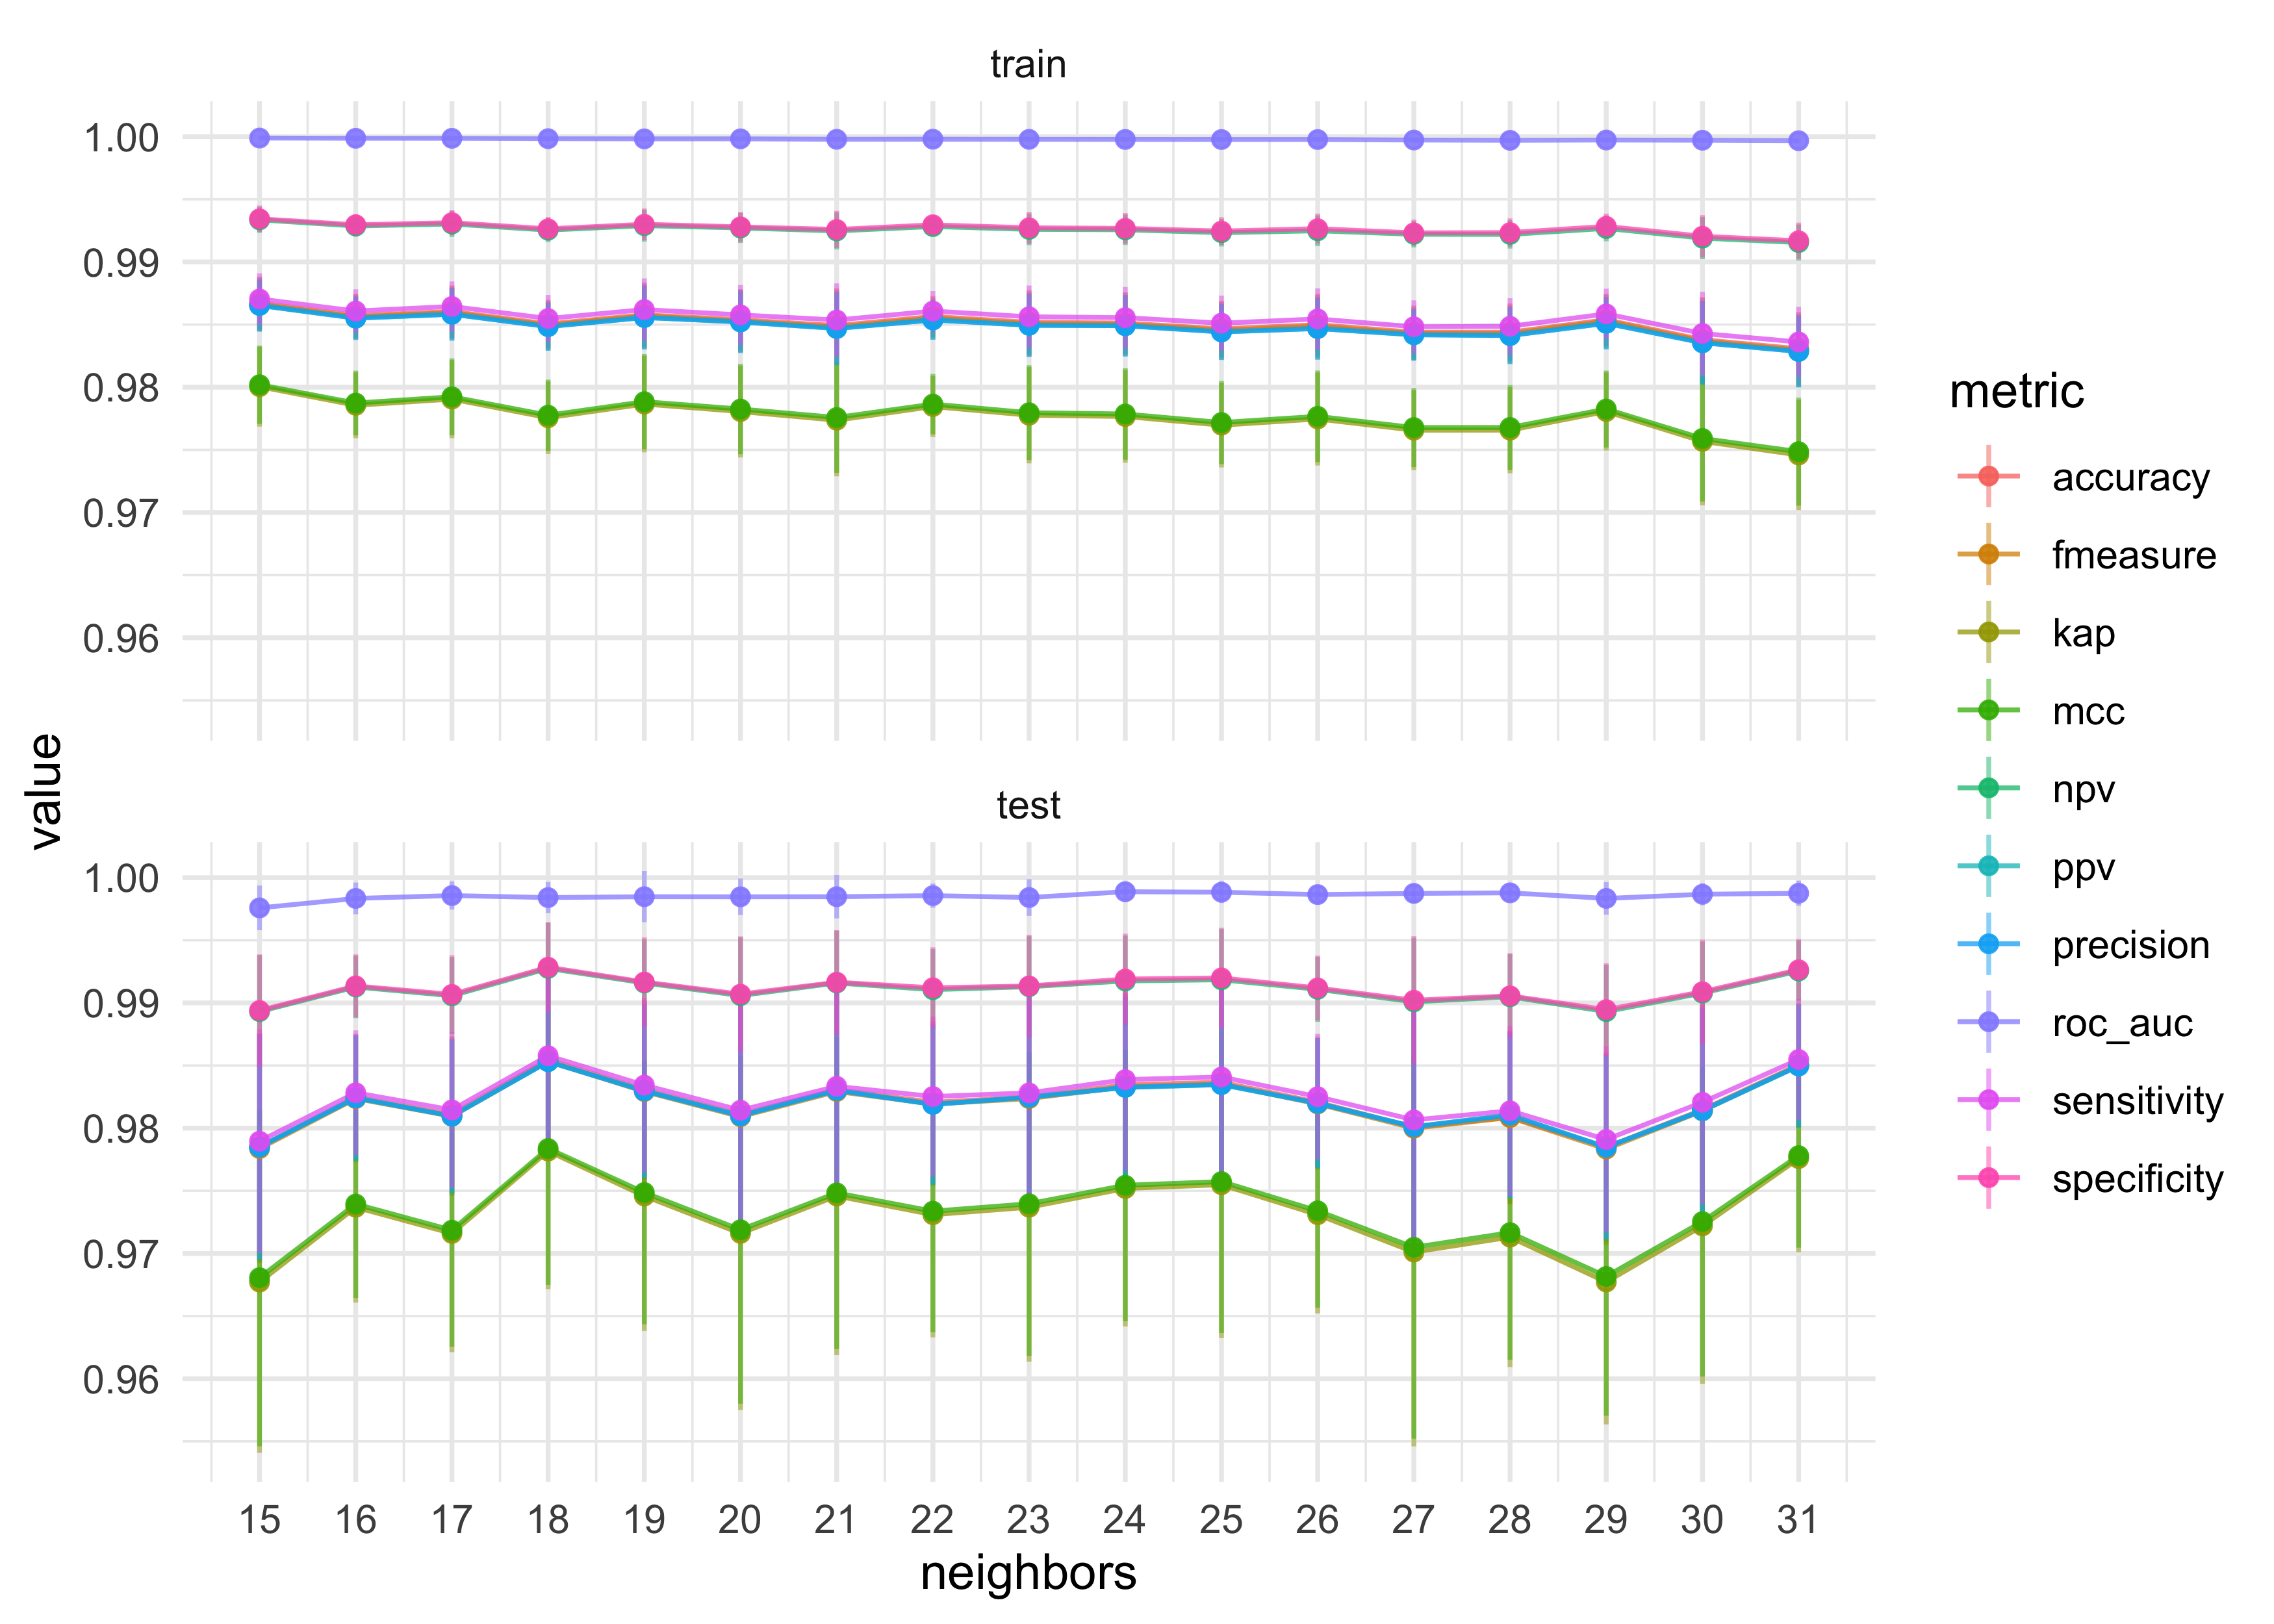 train
1.00
0.99
0.98
0.97
0.96
test
1.00
0.99
0.98
0.97
0.96
value
15 16 17 18 19 20 21 22 23 24 25 26 27 28 29 30 31
neighbors
metric
accuracy
fmeasure
kap
mcc
npv
ppv
precision
roc_auc
sensitivity
specificity